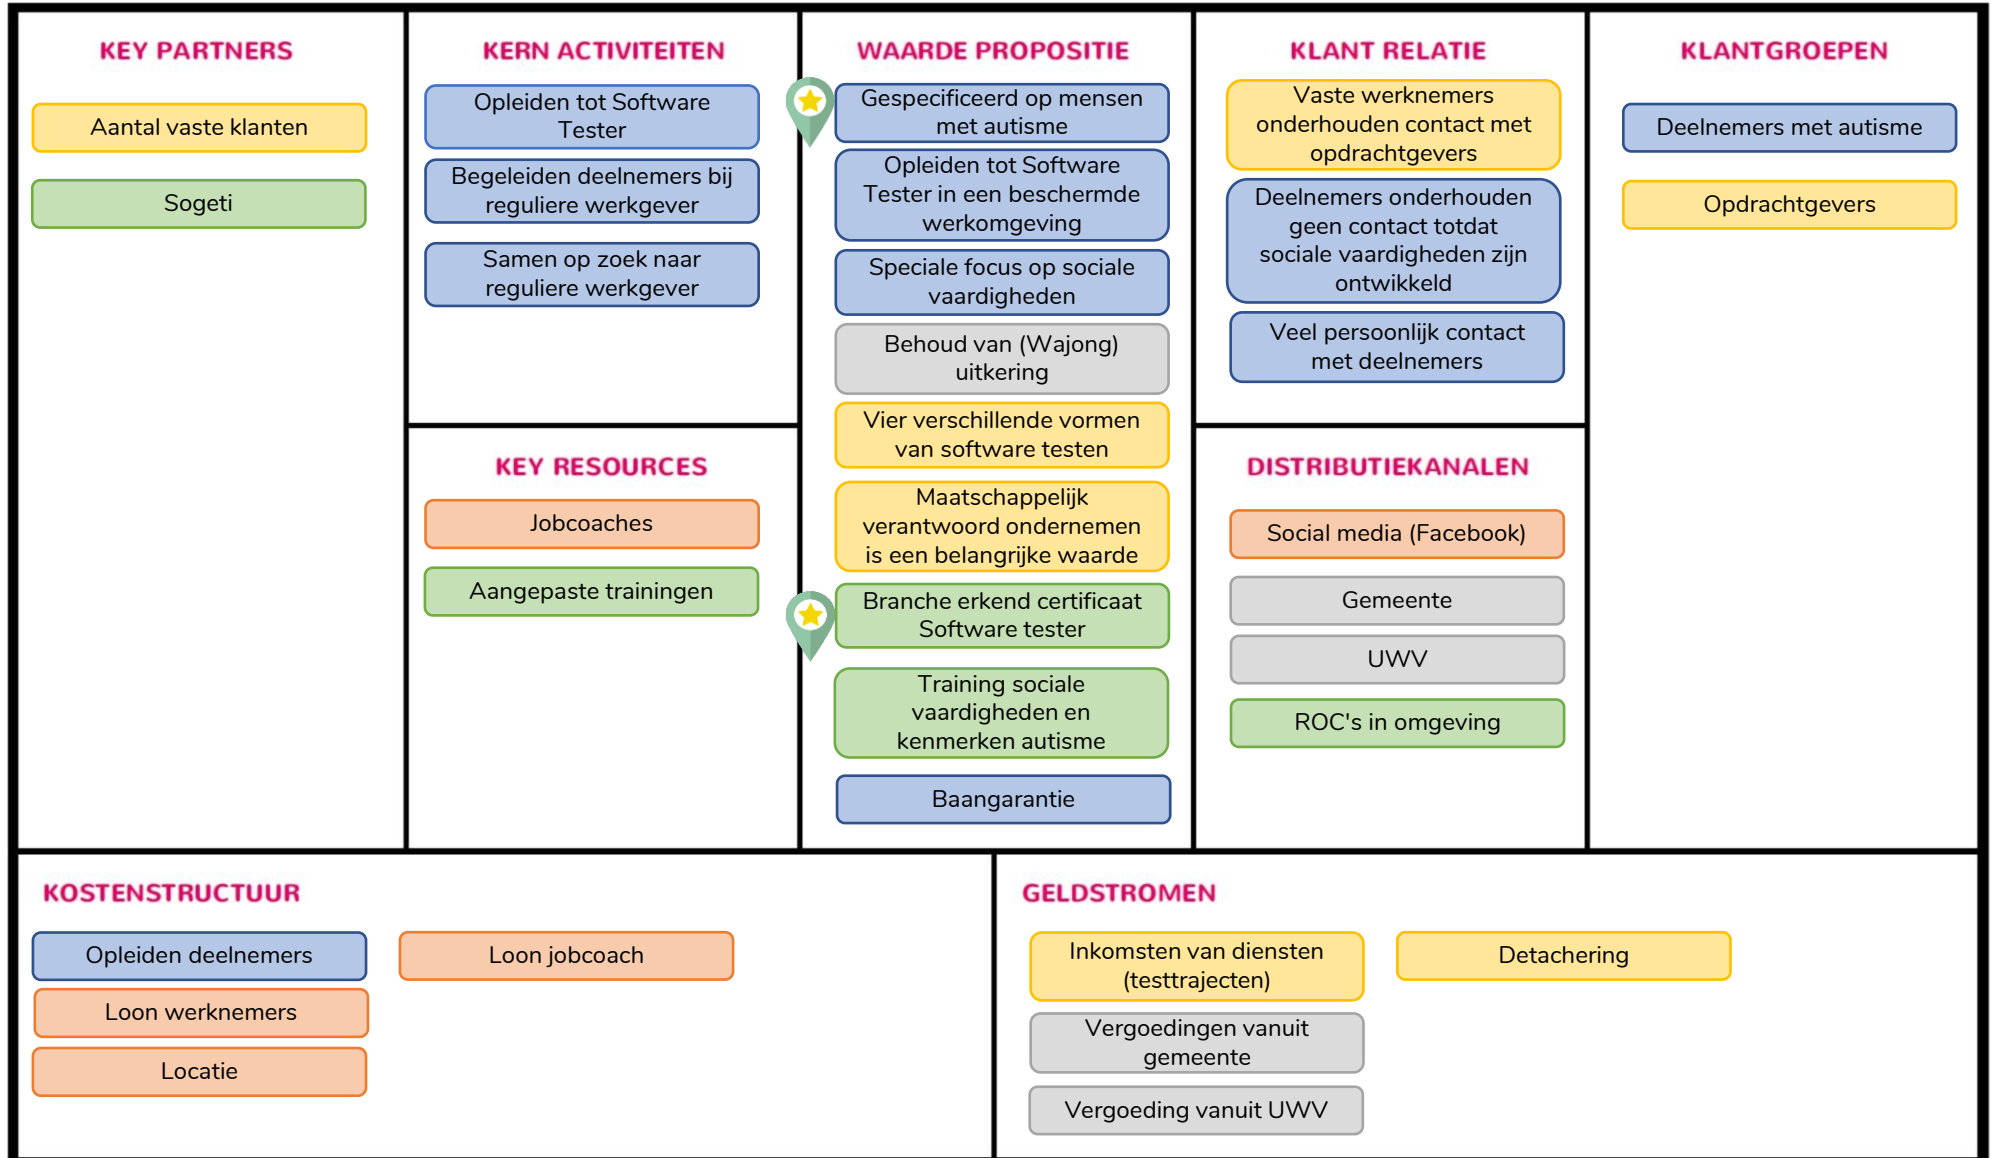 KEY PARTNERS
Aantal vaste klanten
Sogeti
KERN ACTIVITEITEN
Opleiden tot Software
Tester
Begeleiden deelnemers bij
reguliere werkgever
Samen op zoek naar
reguliere werkgever
KEY RESOURCES
Jobcoaches
Aangepaste trainingen
WAARDE PROPOSITIE
Gespecificeerd op mensen
met autisme
Opleiden tot Software
Tester in een beschermde
werkomgeving
Speciale focus op sociale
vaardigheden
Behoud van (Wajong)
uitkering
Vier verschillende vormen
van software testen
Maatschappelijk
verantwoord ondernemen
is een belangrijke waarde
Branche erkend certificaat
Software tester
Training sociale
vaardigheden en
kenmerken autisme
Baangarantie
KLANT RELATIE
Vaste werknemers
onderhouden contact met
opdrachtgevers
Deelnemers onderhouden
geen contact totdat
sociale vaardigheden zijn
ontwikkeld
Veel persoonlijk contact
met deelnemers
DISTRIBUTIEKANALEN
Social media (Facebook)
Gemeente
UWV
ROC's in omgeving
KLANTGROEPEN
Deelnemers met autisme
Opdrachtgevers
KOSTENSTRUCTUUR
Opleiden deelnemers
Loon jobcoach
Loon werknemers
Locatie
GELDSTROMEN
Inkomsten van diensten
(testtrajecten)
Detachering
Vergoedingen vanuit
gemeente
Vergoeding vanuit UWV